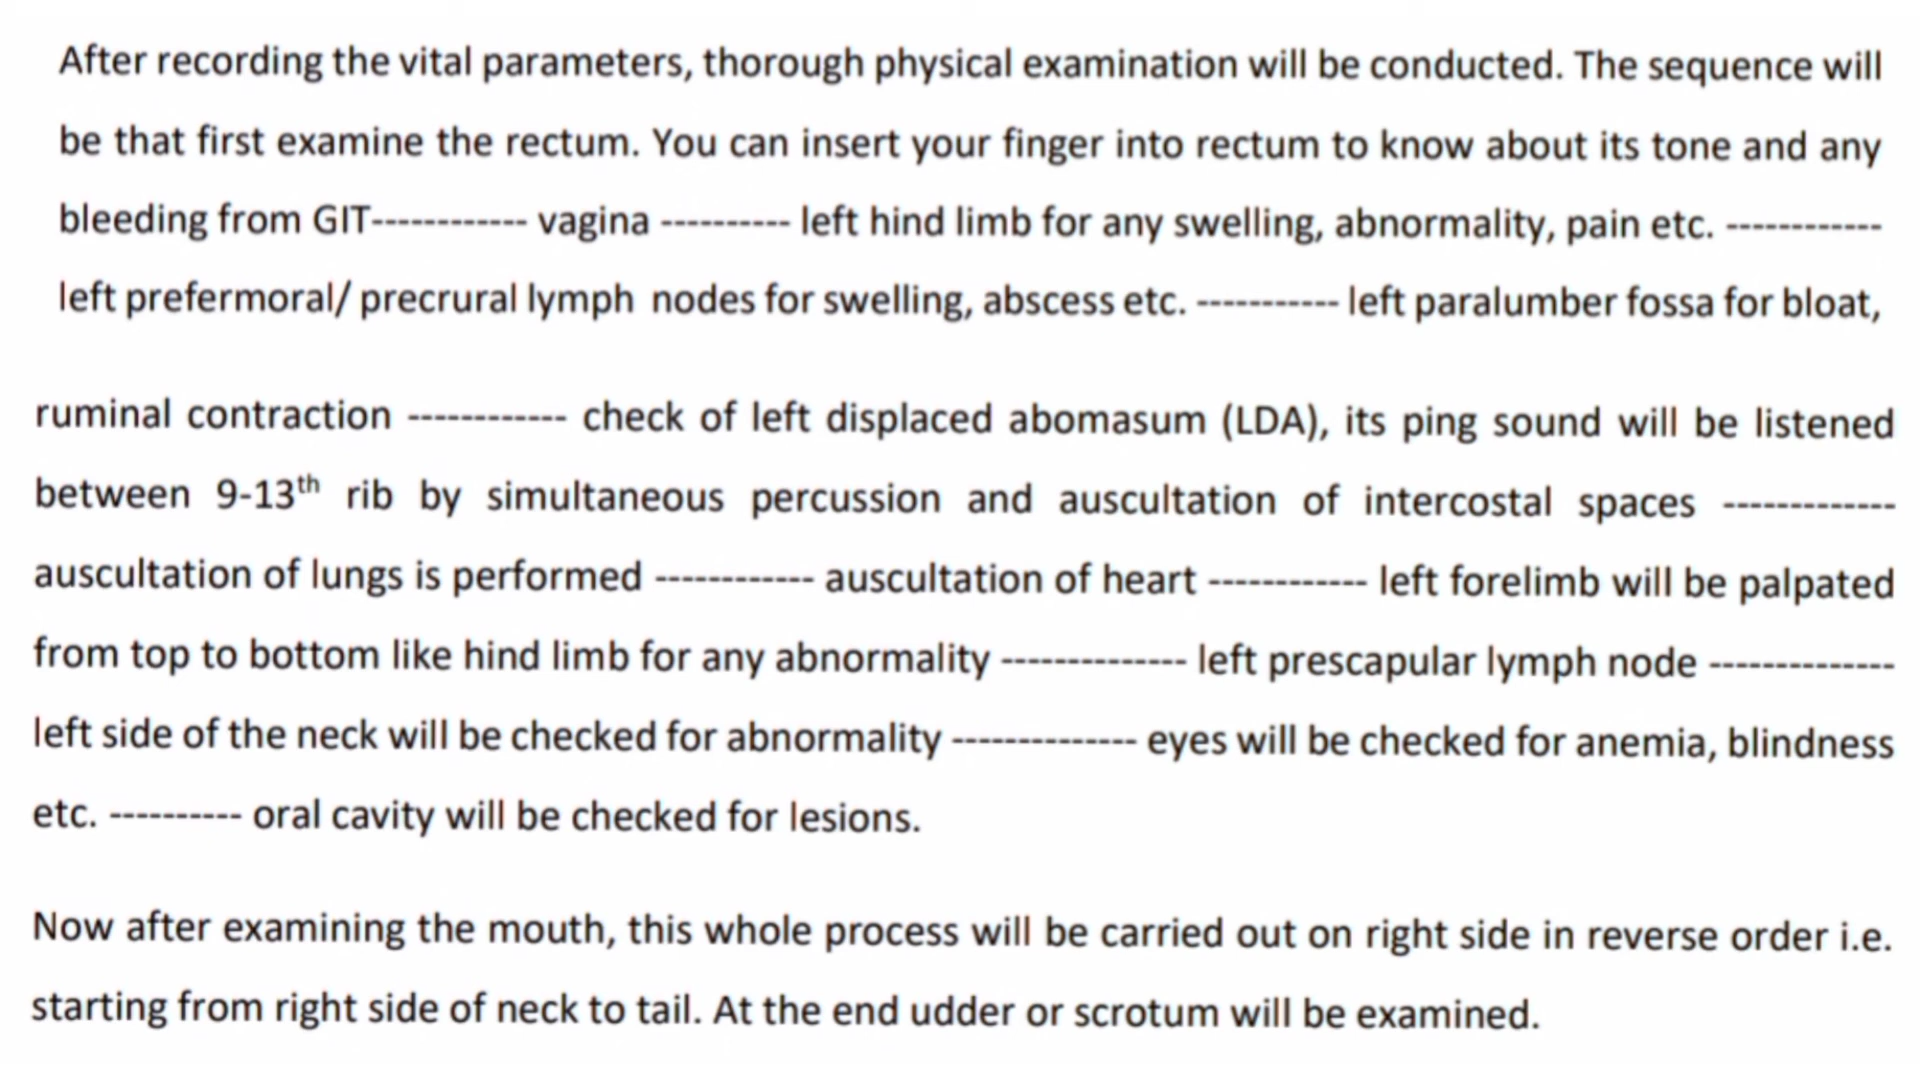 After recording the vital parameters, thorough physical examination will be conducted. The sequence will
be that first examine the rectum. You can insert your finger into rectum to know about its tone and any
bleeding from GIT------------ vagina ---------- left hind limb for any swelling, abnormality, pain etc. ------------
left prefermoral/ precrural lymph nodes for swelling, abscess etc. ----------- left paralumber fossa for bloat,
ruminal contraction ------------ check of left displaced abomasum (LDA), its ping sound will be listened
between 9-13th rib by simultaneous percussion and auscultation of intercostal spaces -------------
auscultation of lungs is performed ------------ auscultation of heart ------------ left forelimb will be palpated
from top to bottom like hind limb for any abnormality -------------- left prescapular lymph node --------------
left side of the neck will be checked for abnormality -------------- eyes will be checked for anemia, blindness
etc. ---------- oral cavity will be checked for lesions.
Now after examining the mouth, this whole process will be carried out on right side in reverse order i.e.
starting from right side of neck to tail. At the end udder or scrotum will be examined.